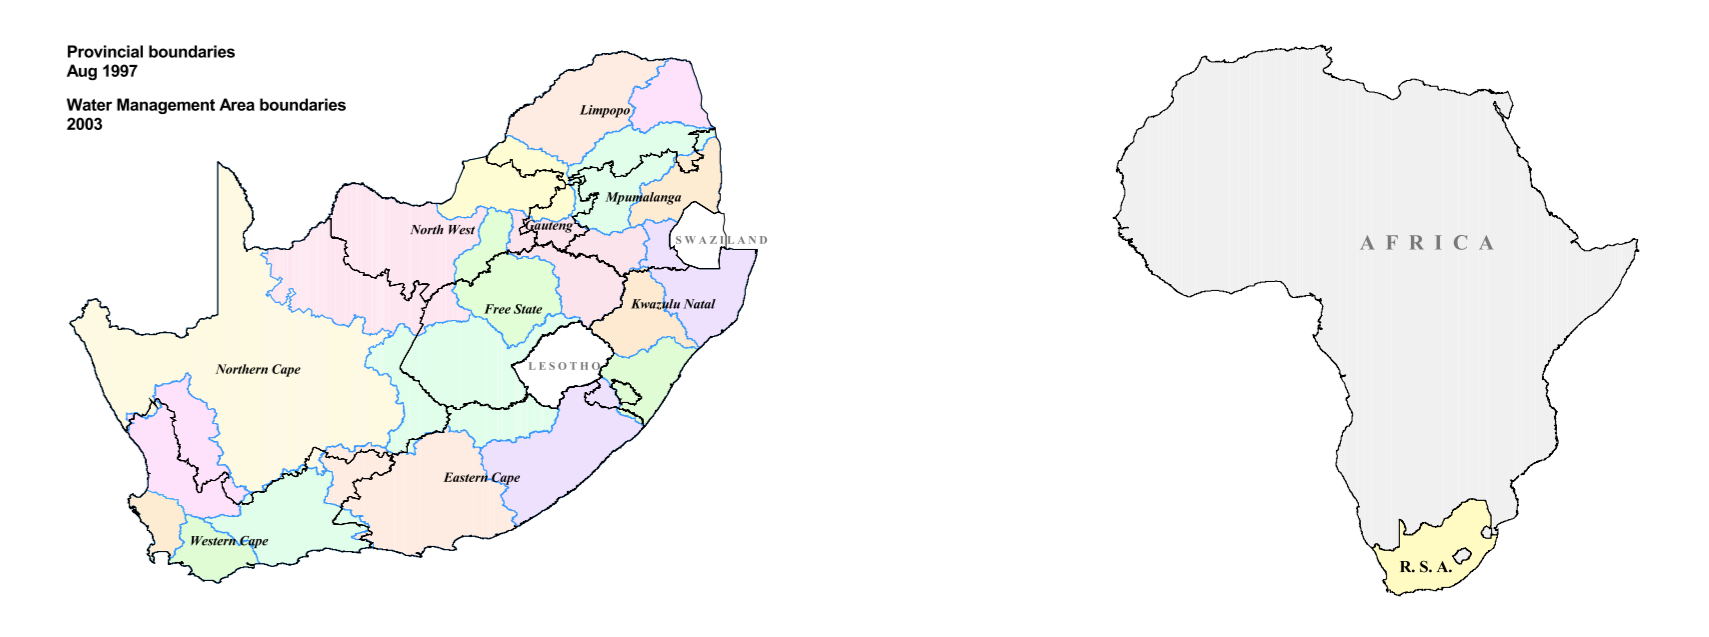 Provincial boundaries
Aug 1997
Water Management Area boundaries
2003
Limpopo
Mpumalanga
North West
Gauteng
SWAZILAND
Free State
Kwazulu Natal
Northern Cape
LESOTHO
Eastern Cape
Western Cape
AFRICA
R. S. A.